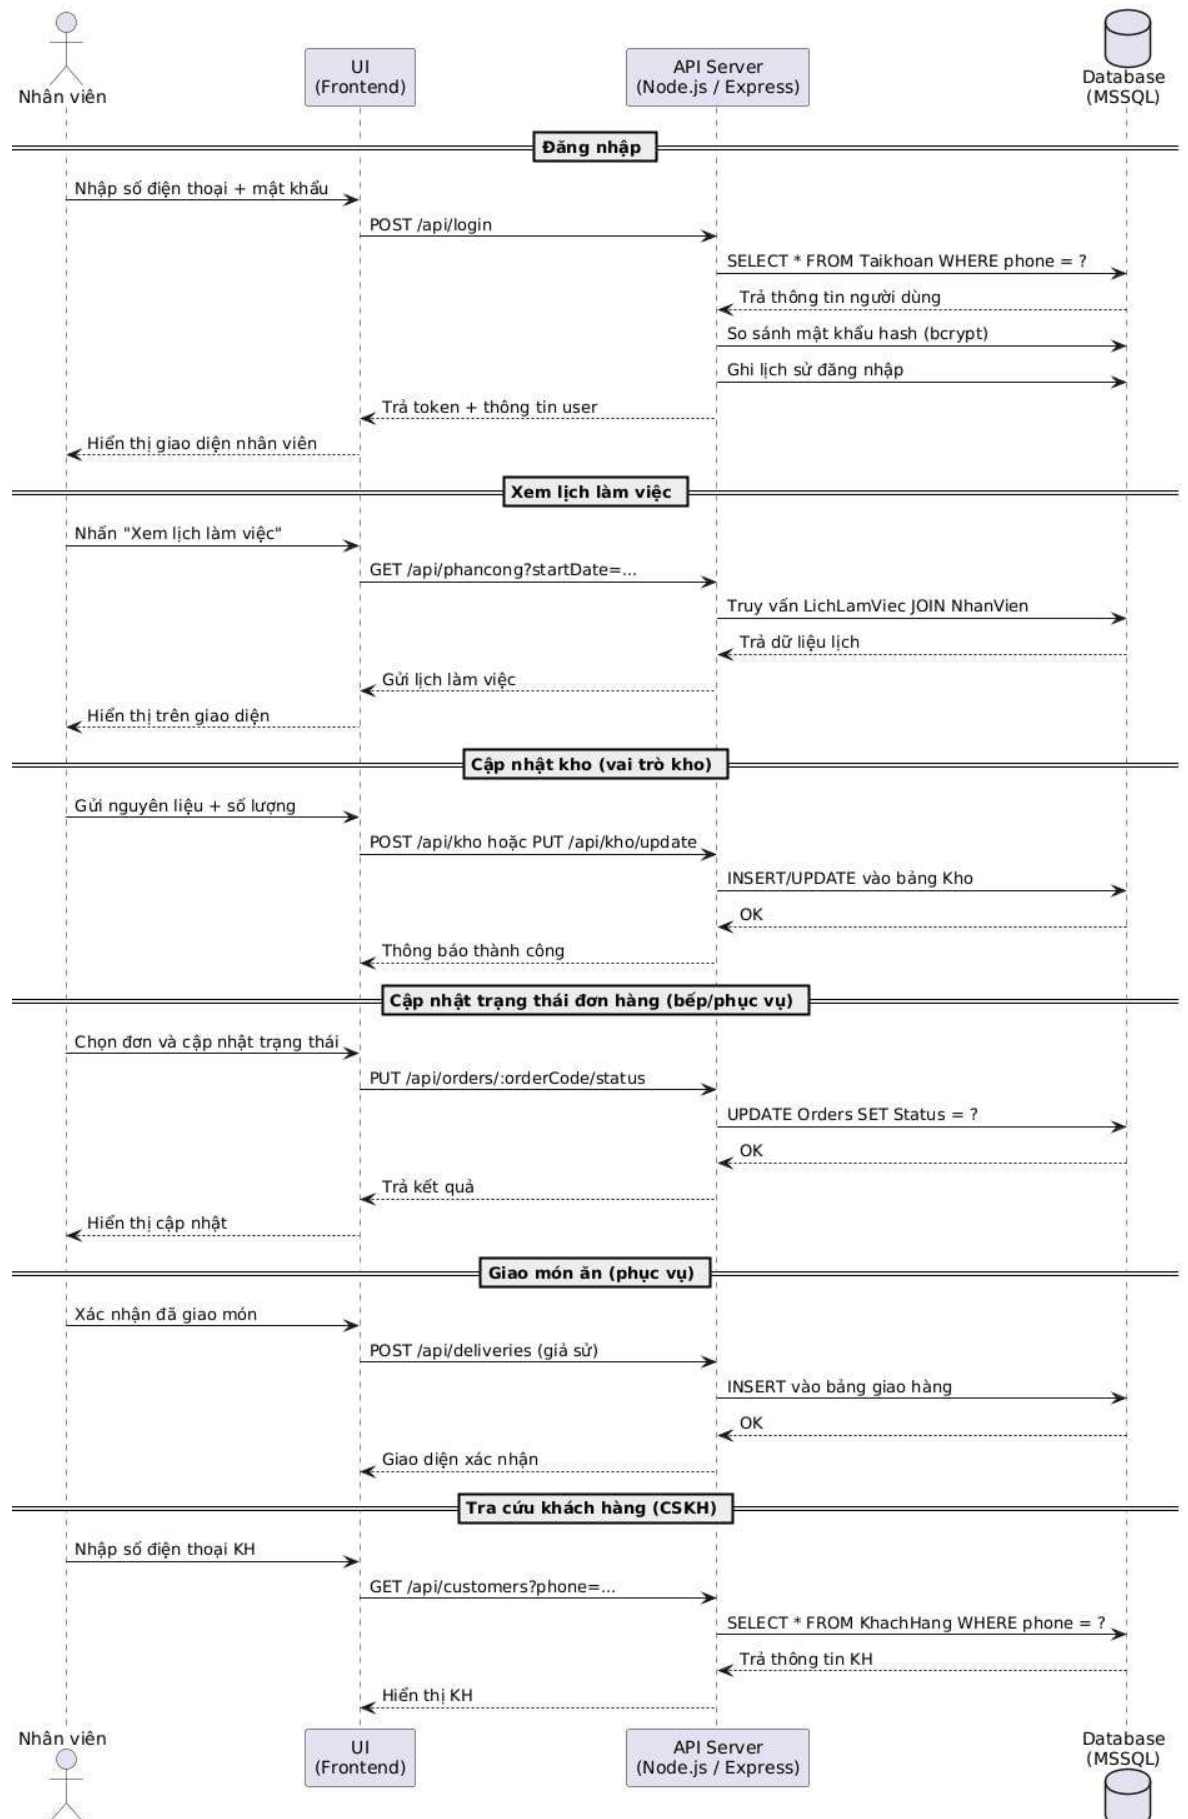 Nhân viên
UI
(Frontend)
API Server
(Node.js / Express)
Database
(MSSQL)
Đăng nhập
Nhập số điện thoại + mật khẩu
POST /api/login
SELECT * FROM Taikhoan WHERE phone = ?
Trả thông tin người dùng
So sánh mật khẩu hash (bcrypt)
Ghi lịch sử đăng nhập
Trả token + thông tin user
Hiển thị giao diện nhân viên
Xem lịch làm việc
Nhấn "Xem lịch làm việc"
GET /api/phancong?startDate=...
Truy vấn LichLamViec JOIN NhanVien
Trả dữ liệu lịch
Gửi lịch làm việc
Hiển thị trên giao diện
Cập nhật kho (vai trò kho)
Gửi nguyên liệu + số lượng
POST /api/kho hoặc PUT /api/kho/update
INSERT/UPDATE vào bảng Kho
OK
Thông báo thành công
Cập nhật trạng thái đơn hàng (bếp/phục vụ)
Chọn đơn và cập nhật trạng thái
PUT /api/orders/:orderCode/status
UPDATE Orders SET Status = ?
OK
Trả kết quả
Hiển thị cập nhật
Giao món ăn (phục vụ)
Xác nhận đã giao món
POST /api/deliveries (giả sử)
INSERT vào bảng giao hàng
OK
Giao diện xác nhận
Tra cứu khách hàng (CSKH)
Nhập số điện thoại KH
GET /api/customers?phone=...
SELECT * FROM KhachHang WHERE phone = ?
Trả thông tin KH
Hiển thị KH
Nhân viên
UI
(Frontend)
API Server
(Node.js / Express)
Database
(MSSQL)